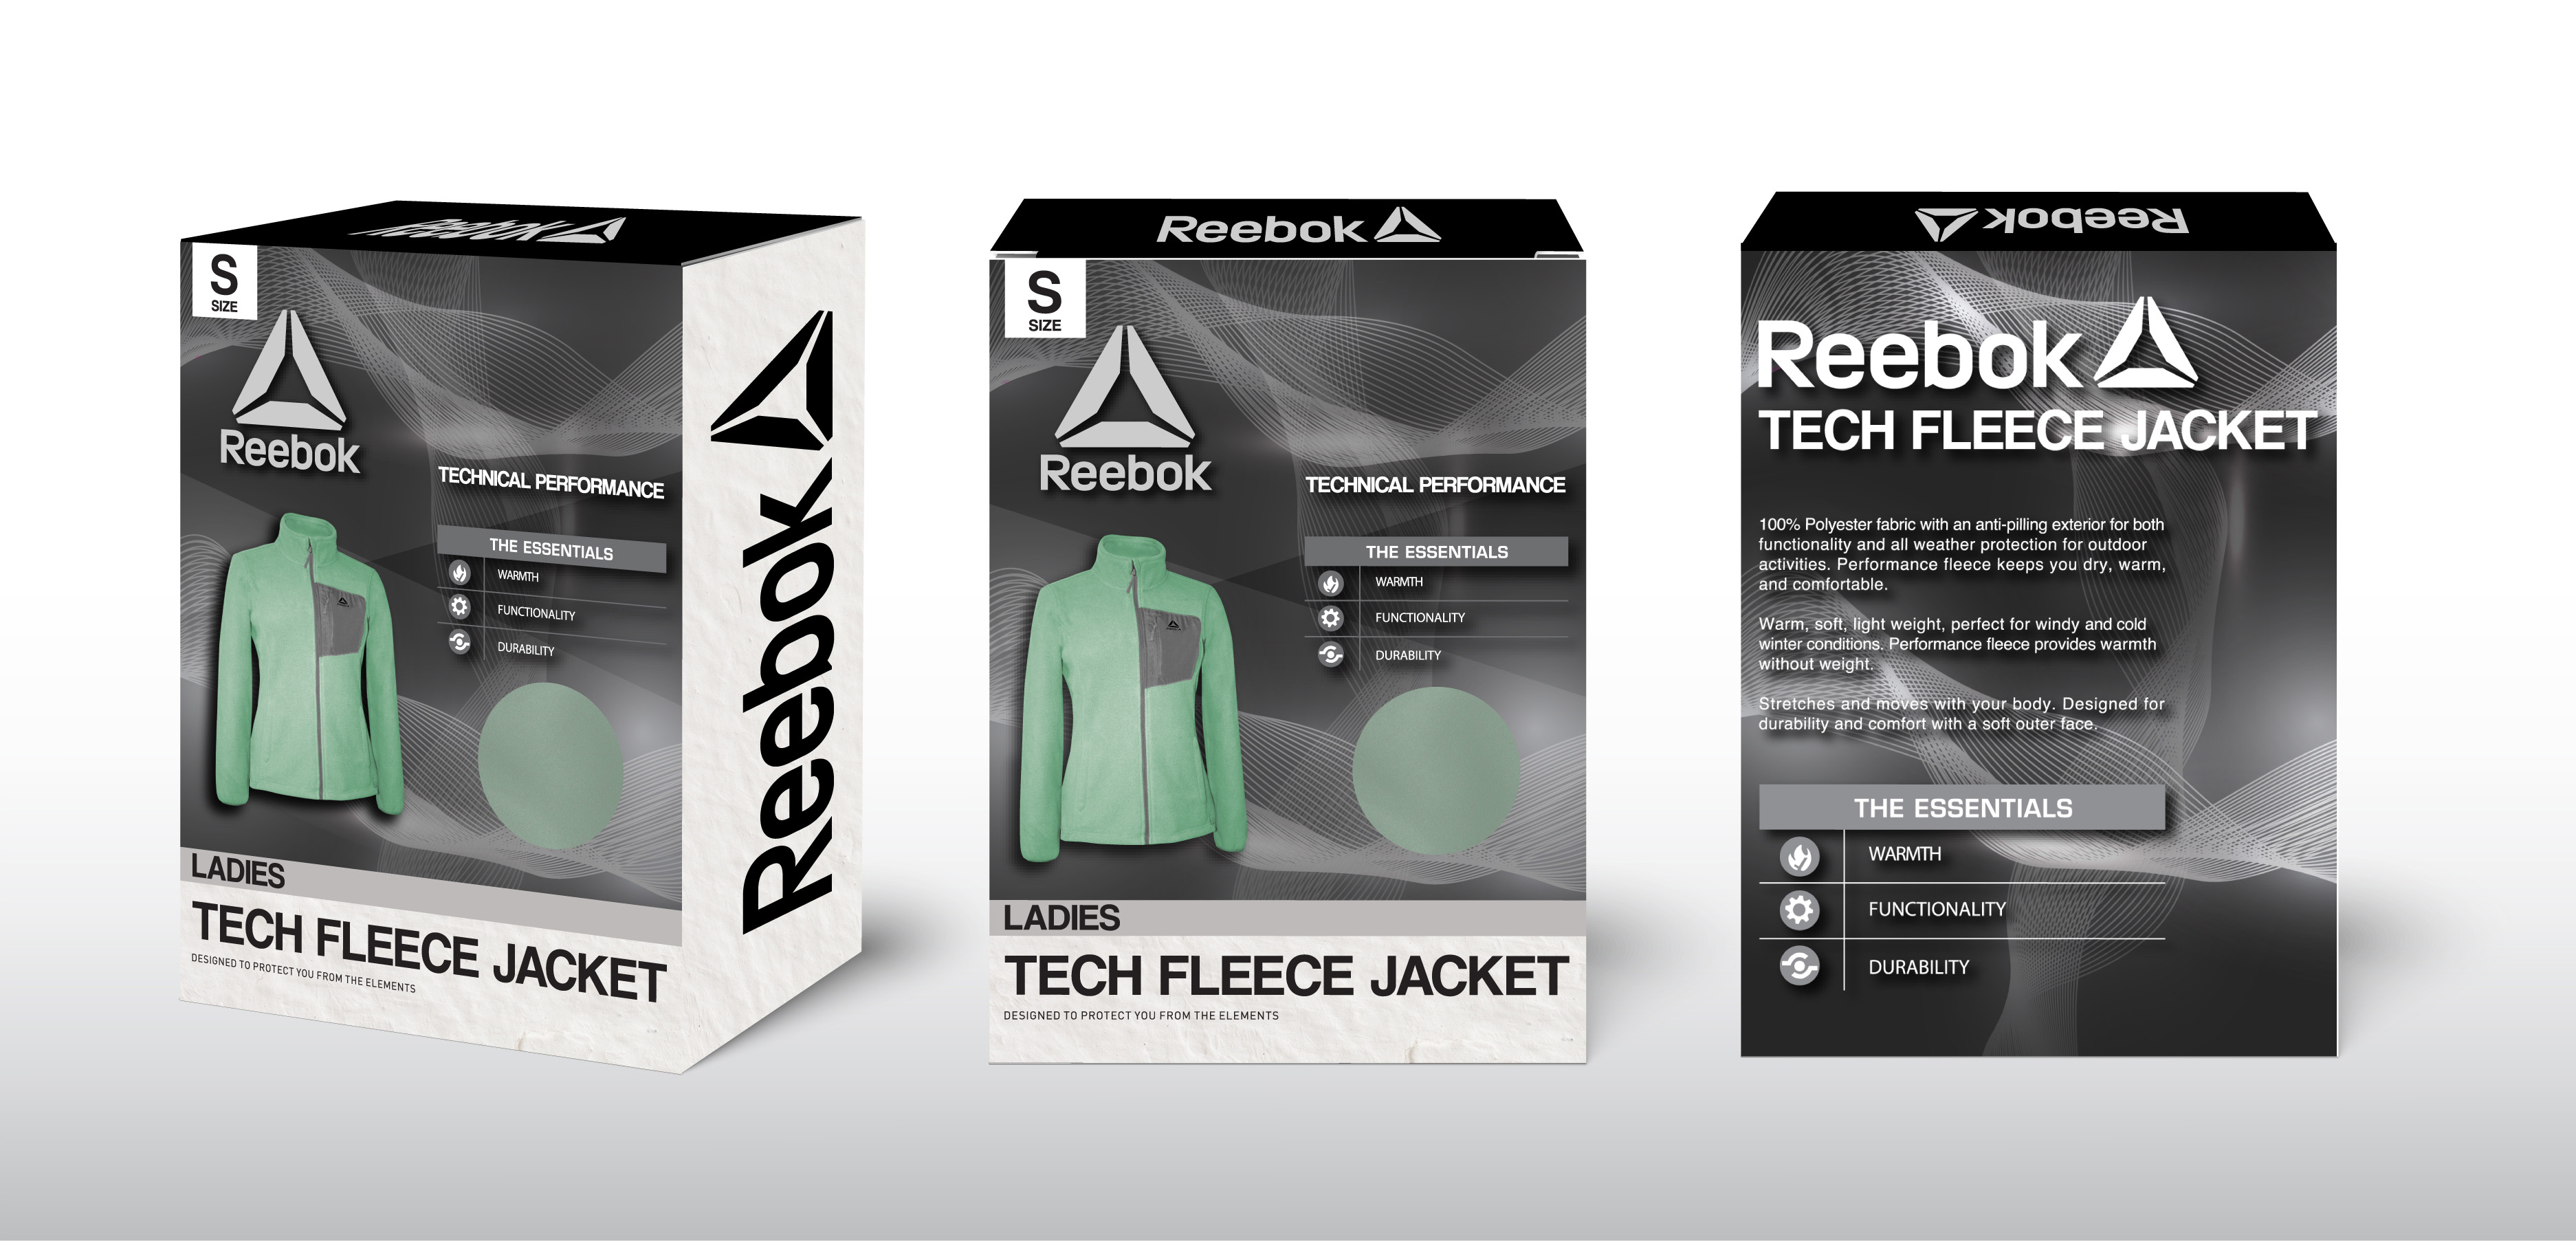 Reebok
S
SIZE
Reebok
TECHNICAL PERFORMANCE
THE ESSENTIALS
WARMTH
FUNCTIONALITY
DURABILITY
LADIES
TECH FLEECE JACKET
DESIGNED TO PROTECT YOU FROM THE ELEMENTS
Reebok
Reebok
S
SIZE
Reebok
TECHNICAL PERFORMANCE
THE ESSENTIALS
WARMTH
FUNCTIONALITY
DURABILITY
LADIES
TECH FLEECE JACKET
DESIGNED TO PROTECT YOU FROM THE ELEMENTS
Reebok
Reebok
TECH FLEECE JACKET
100% Polyester fabric with an anti-pilling exterior for both
functionality and all weather protection for outdoor
activities. Performance fleece keeps you dry, warm,
and comfortable.
Warm, soft, light weight, perfect for windy and cold
winter conditions. Performance fleece provides warmth
without weight.
Stretches and moves with your body. Designed for
durability and comfort with a soft outer face.
THE ESSENTIALS
WARMTH
FUNCTIONALITY
DURABILITY